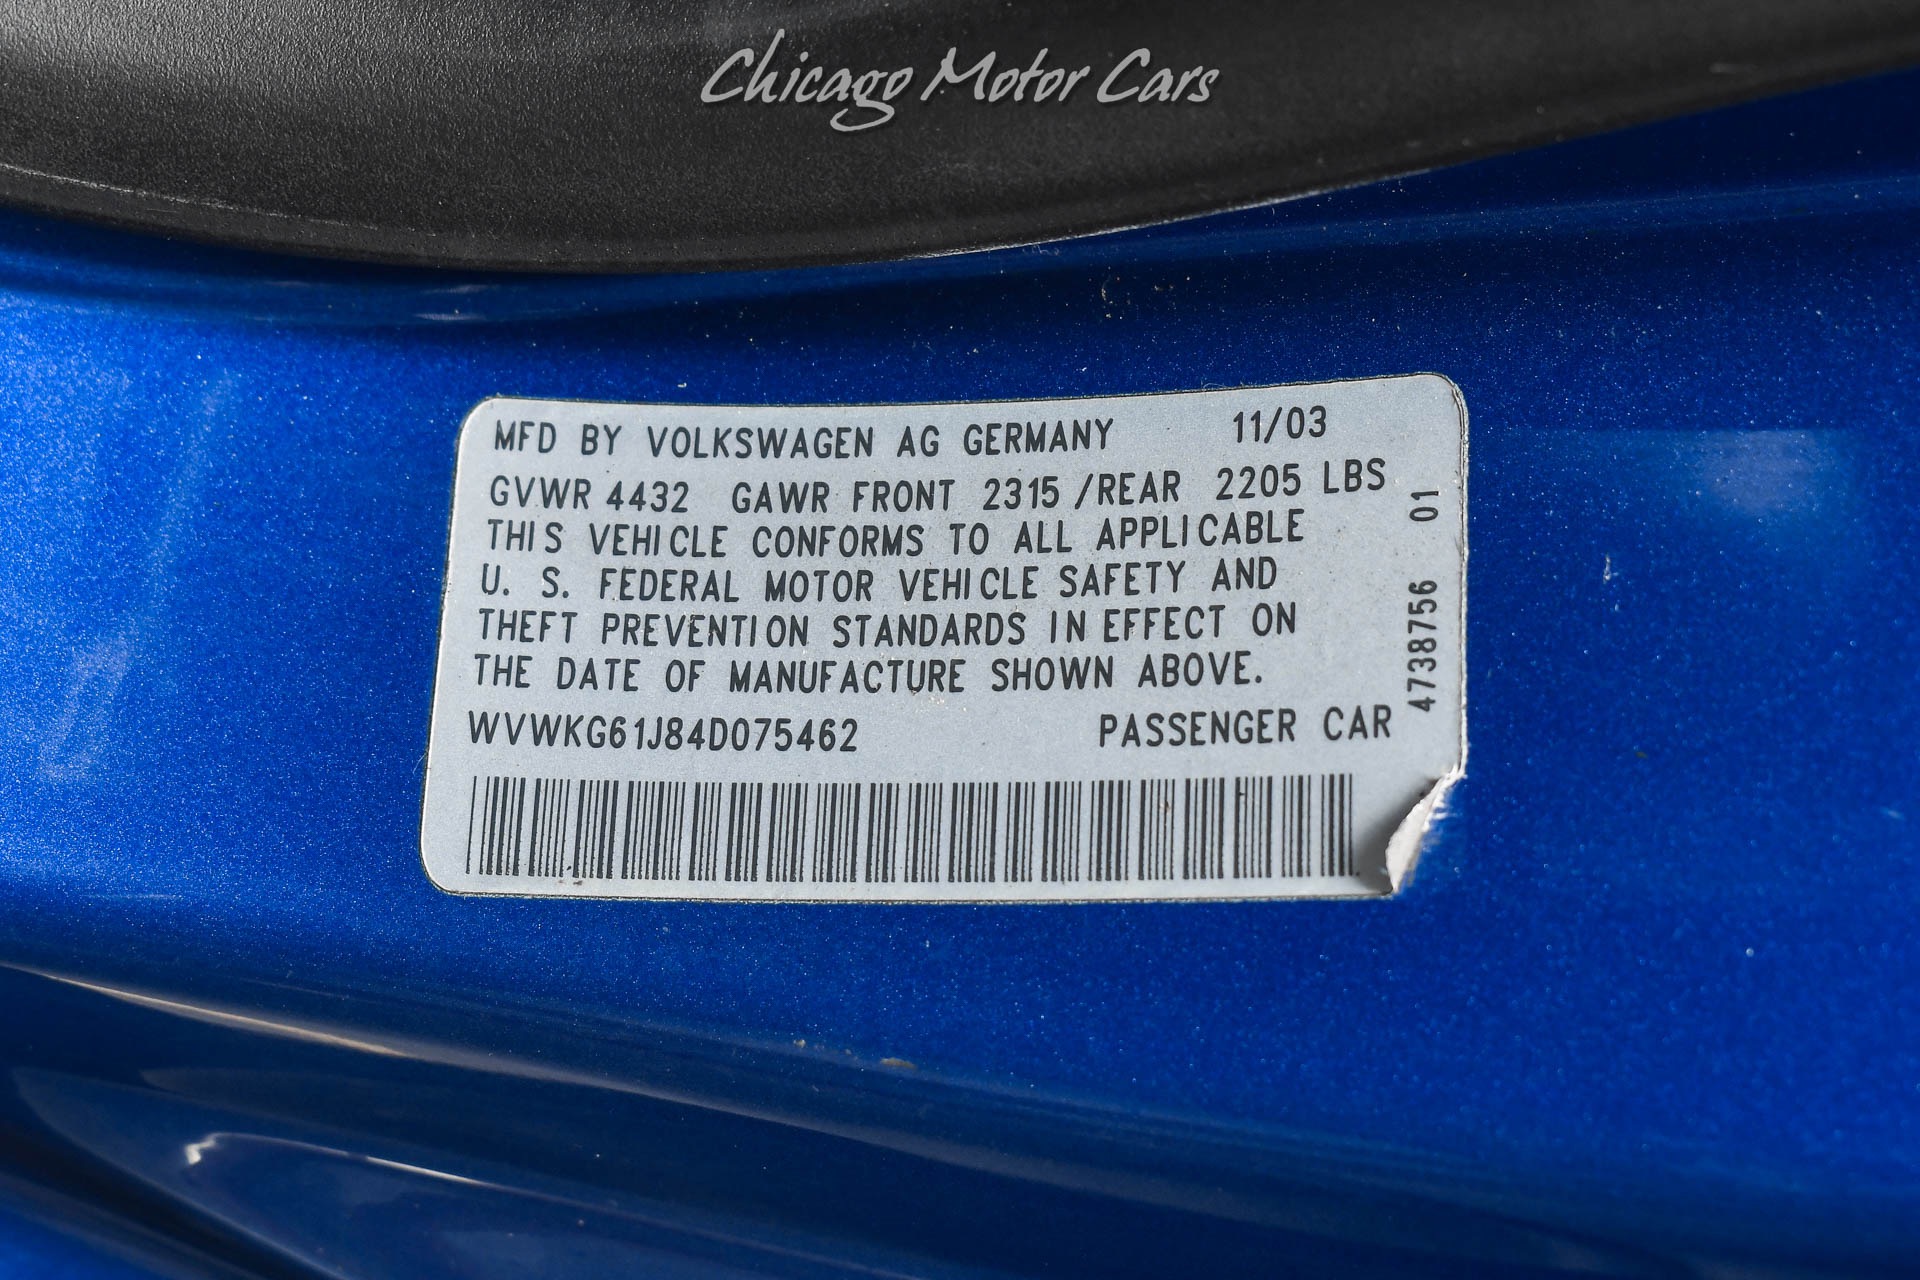 Chicago Motor Cars
MFD BY VOLKSWAGEN AG GERMANY 11/03
GVWR 4432 GAWR FRONT 2315 /REAR 2205 LBS
THIS VEHICLE CONFORMS TO ALL APPLICABLE
U. S. FEDERAL MOTOR VEHICLE SAFETY AND
THEFT PREVENTION STANDARDS IN EFFECT ON
THE DATE OF MANUFACTURE SHOWN ABOVE.
WVWKG61J84D075462 PASSENGER CAR
4738756 01